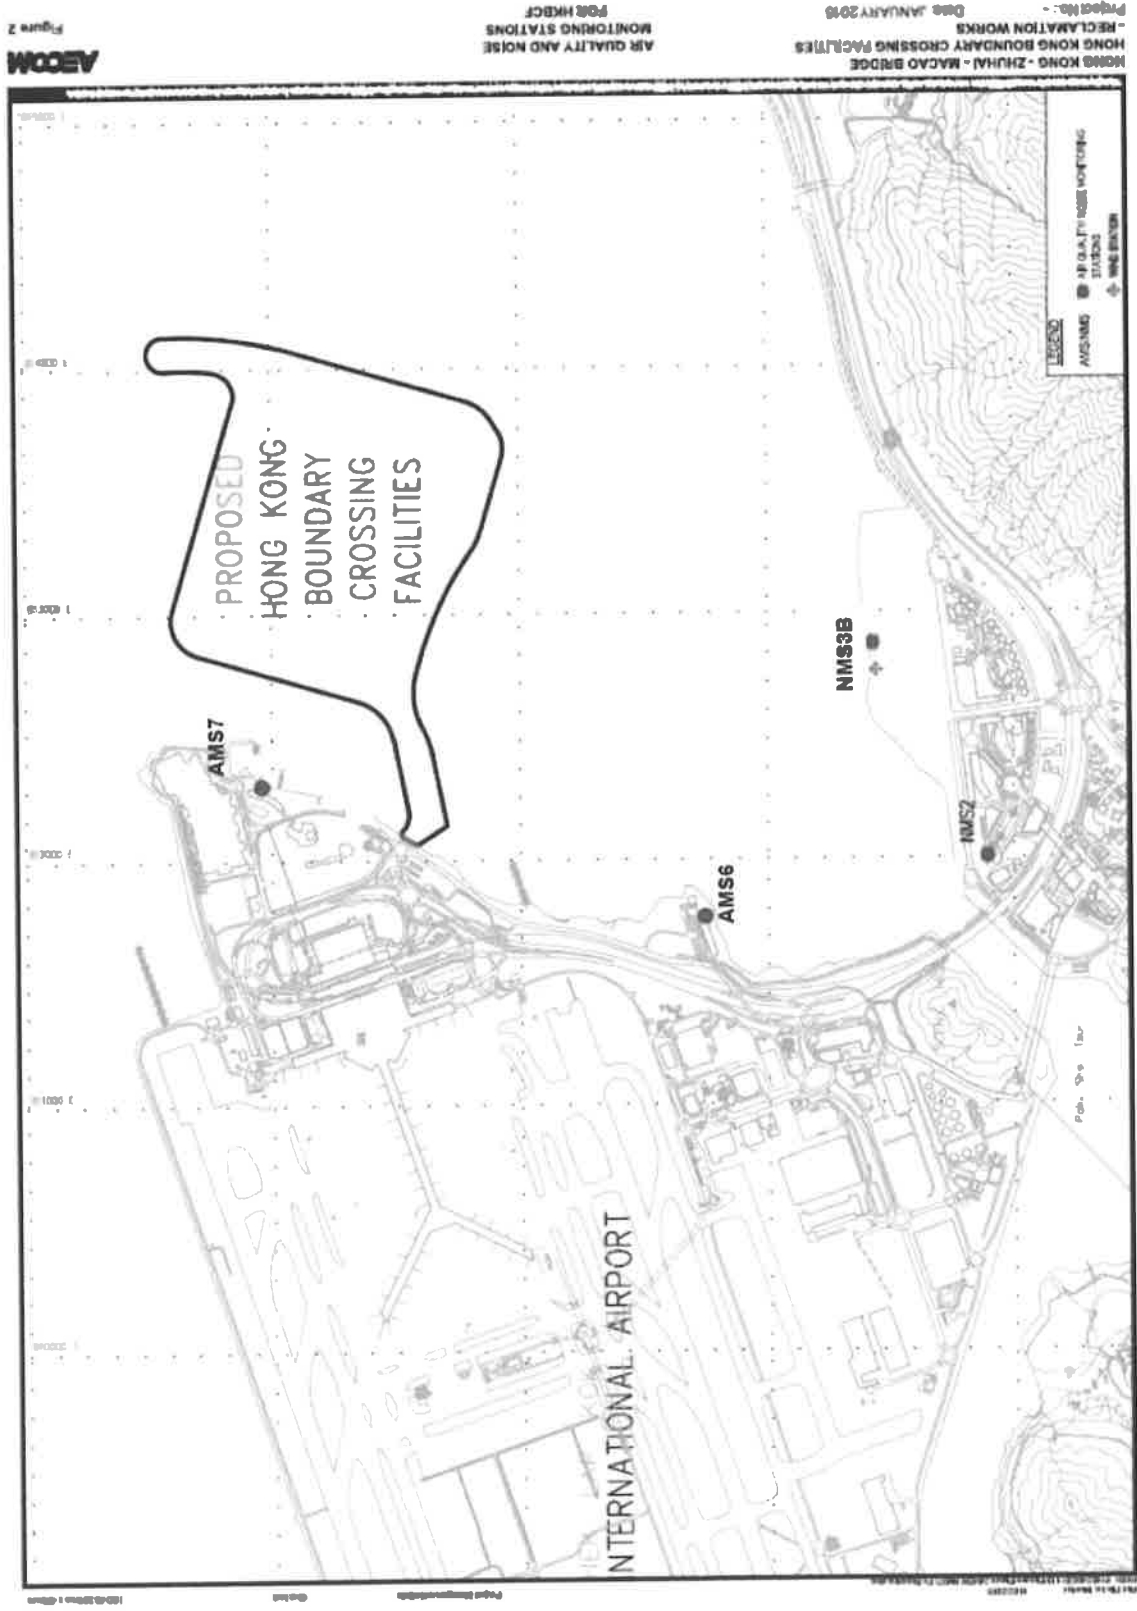 HONG KONG - ZHUHAI - MACAO BRIDGE
HONG KONG BOUNDARY CROSSING FACILITIES
- RECLAMATION WORKS
Project No.: -
Date: JANUARY 2015
AIR QUALITY AND NOISE
MONITORING STATIONS
FOR HKBCF
AECOM
Figure 2
PROPOSED
HONG KONG
BOUNDARY
CROSSING
FACILITIES
AMS7
AMS6
NMS3B
NMS2
NTERNATIONAL AIRPORT
LEGEND
AMS/NMS
AIR QUALITY/ NOISE MONITORING
STATIONS
WIND STATION